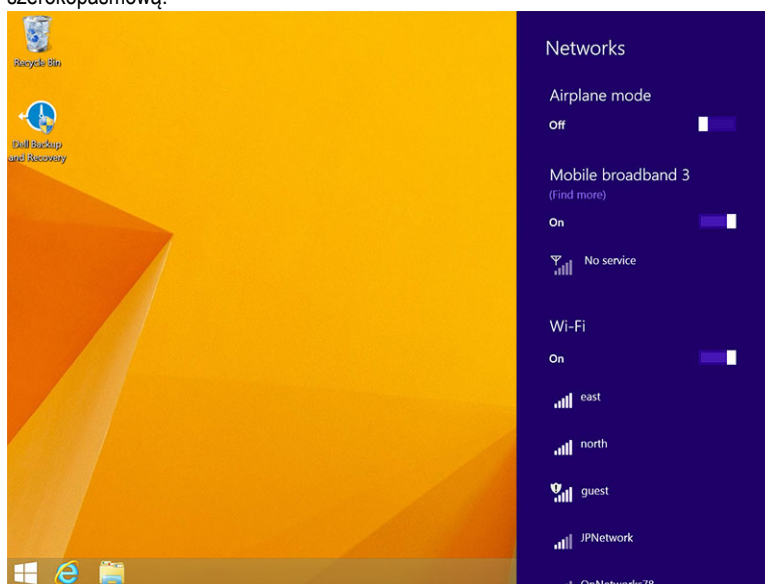 szerokopasmową.
Recycle Bin
Dell Backup
and Recovery
Networks
Airplane mode
Off
Mobile broadband 3
(Find more)
On
No service
Wi-Fi
On
east
north
guest
JPNetwork